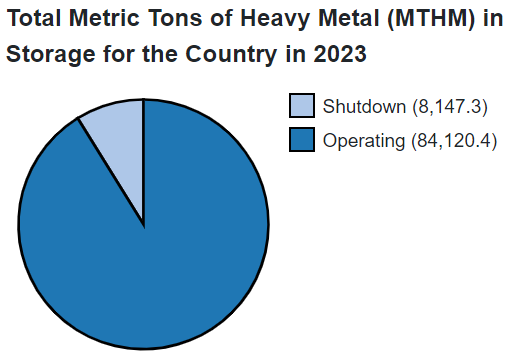 Total Metric Tons of Heavy Metal (MTHM) in
Storage for the Country in 2023
Shutdown (8,147.3)
Operating (84,120.4)